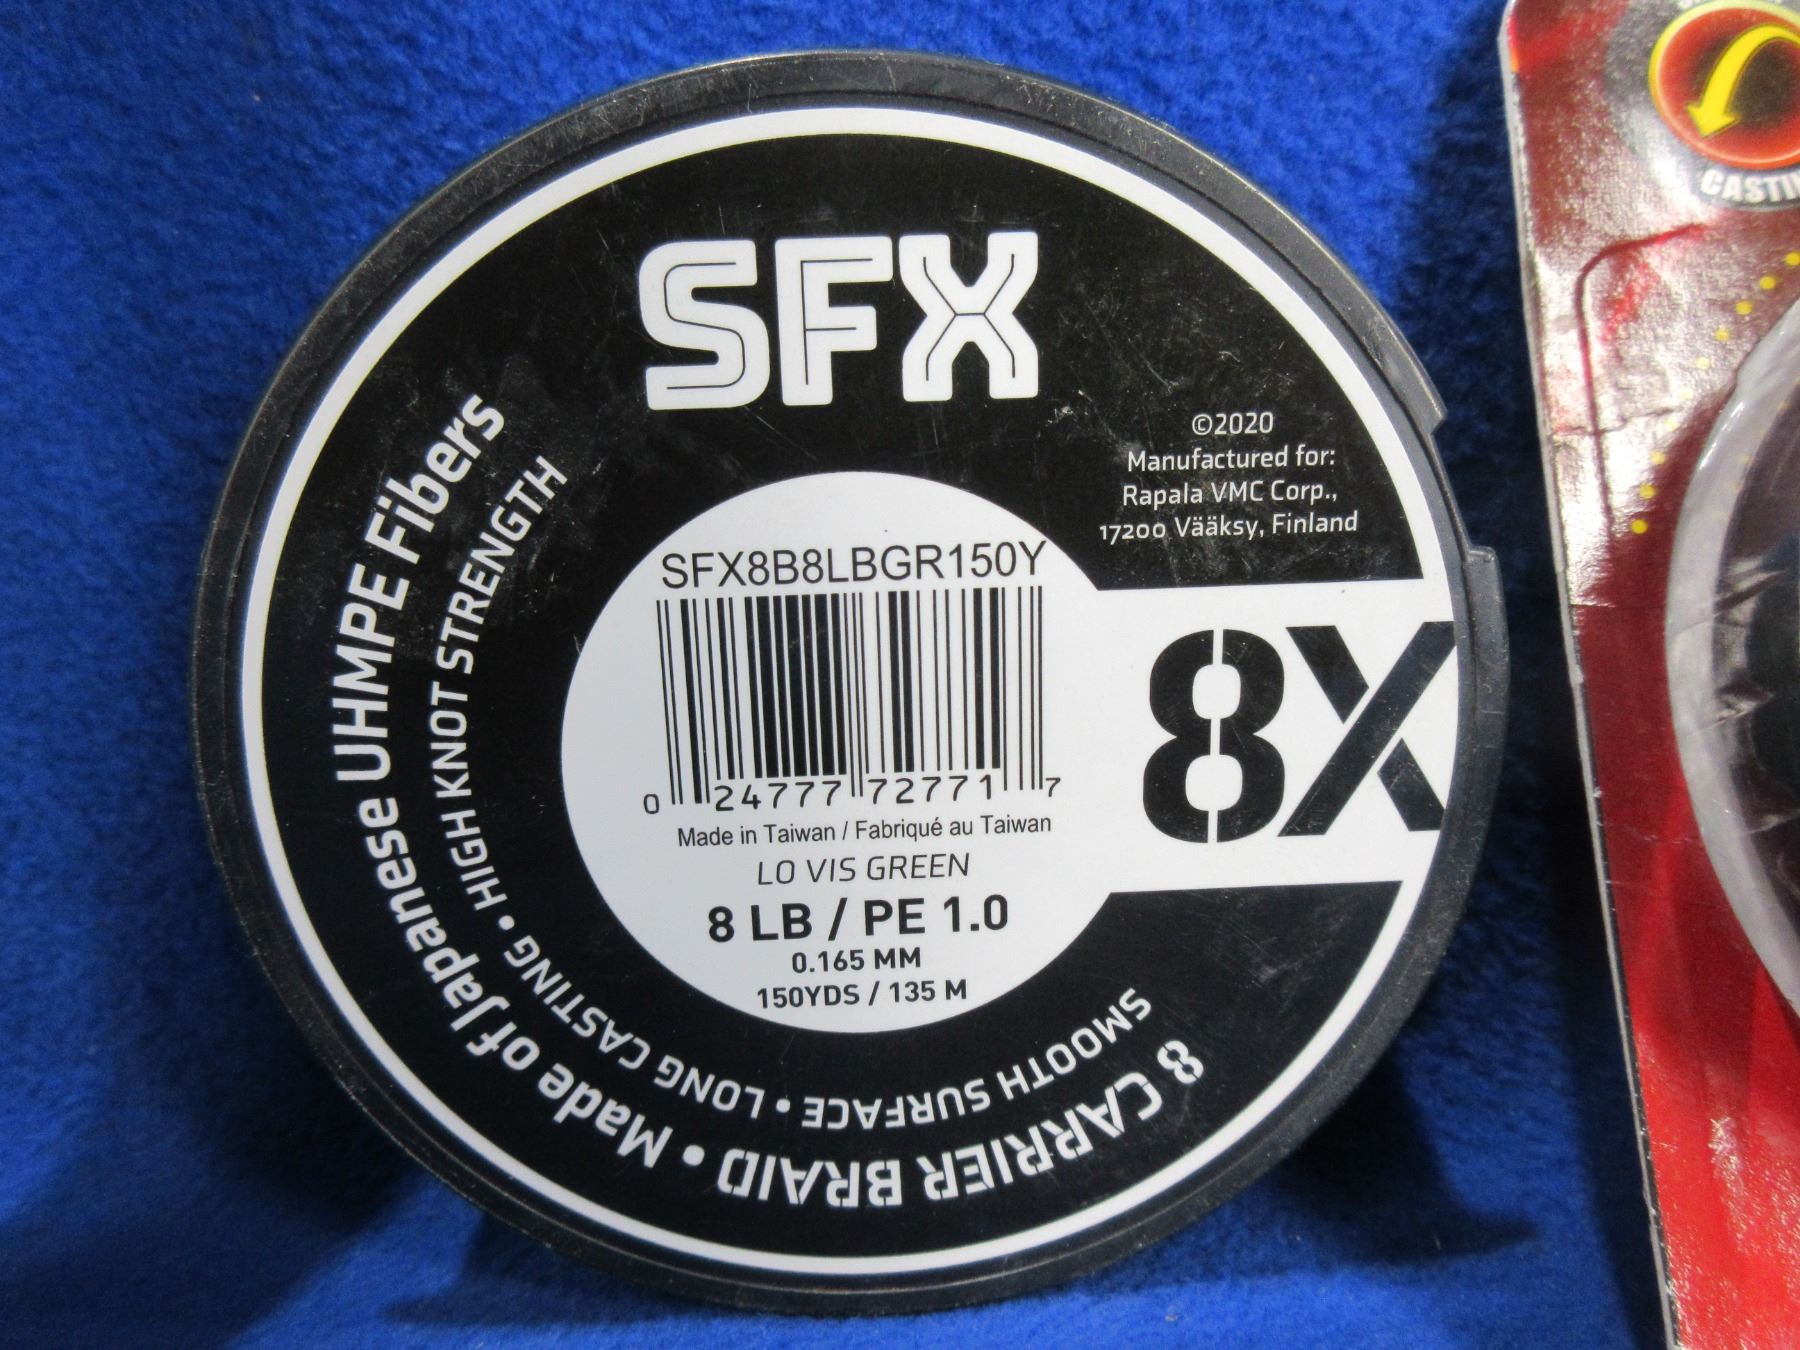 SFX
©2020
Manufactured for:
Rapala VMC Corp.,
17200 Vääksy, Finland
8X
SFX8B8LBGR150Y
0 24777 72771 7
Made in Taiwan / Fabriqué au Taiwan
LO VIS GREEN
8 LB / PE 1.0
0.165 MM
150YDS / 135 M
8 CARRIER BRAID • Made of Japanese UHMPE Fibers
SMOOTH SURFACE • LONG CASTING • HIGH KNOT STRENGTH